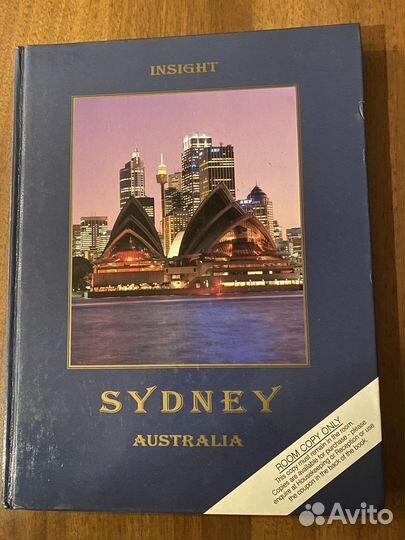 INSIGHT
AMP
SYDNEY
AUSTRALIA
ROOM COPY ONLY
This copy must remain in the room.
Copies are available for purchase - please
enquire at Housekeeping or Reception or use
the coupon in the back of the book.
Avito